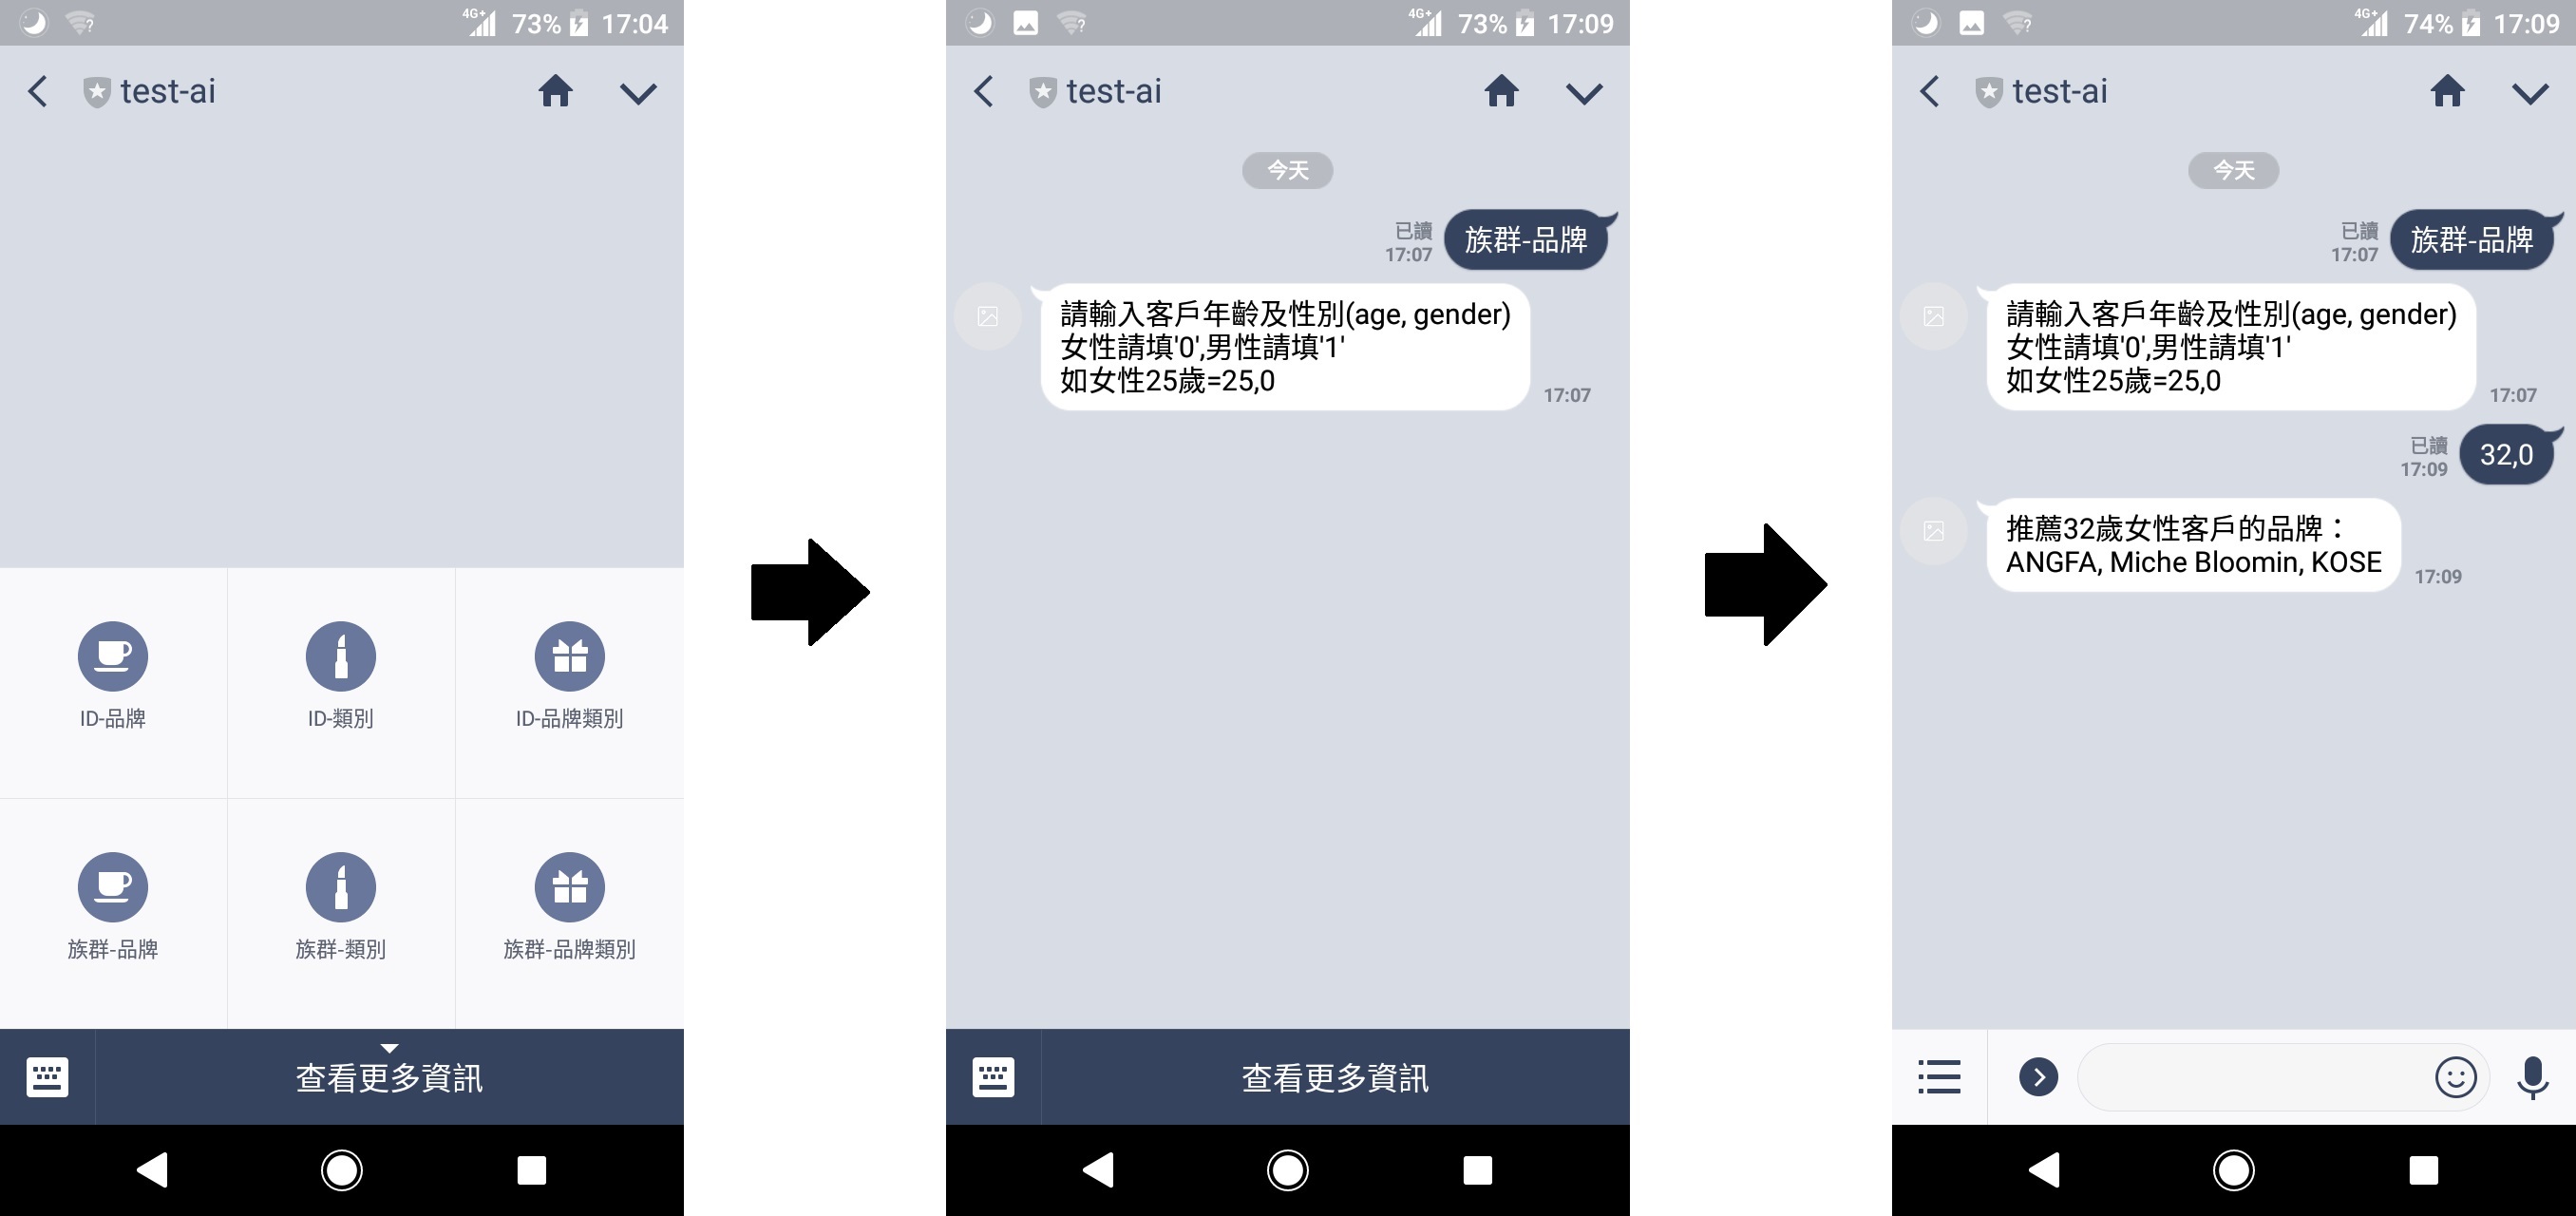 4G+ 73% 17:04
test-ai
ID-品牌
ID-類別
ID-品牌類別
族群-品牌
族群-類別
族群-品牌類別
查看更多資訊
4G+ 73% 17:09
test-ai
今天
已讀
17:07
族群-品牌
請輸入客戶年齡及性別(age, gender)
女性請填'0',男性請填'1'
如女性25歲=25,0
17:07
查看更多資訊
4G+ 74% 17:09
test-ai
今天
已讀
17:07
族群-品牌
請輸入客戶年齡及性別(age, gender)
女性請填'0',男性請填'1'
如女性25歲=25,0
17:07
已讀
17:09
32,0
推薦32歲女性客戶的品牌：
ANGFA, Miche Bloomin, KOSE
17:09